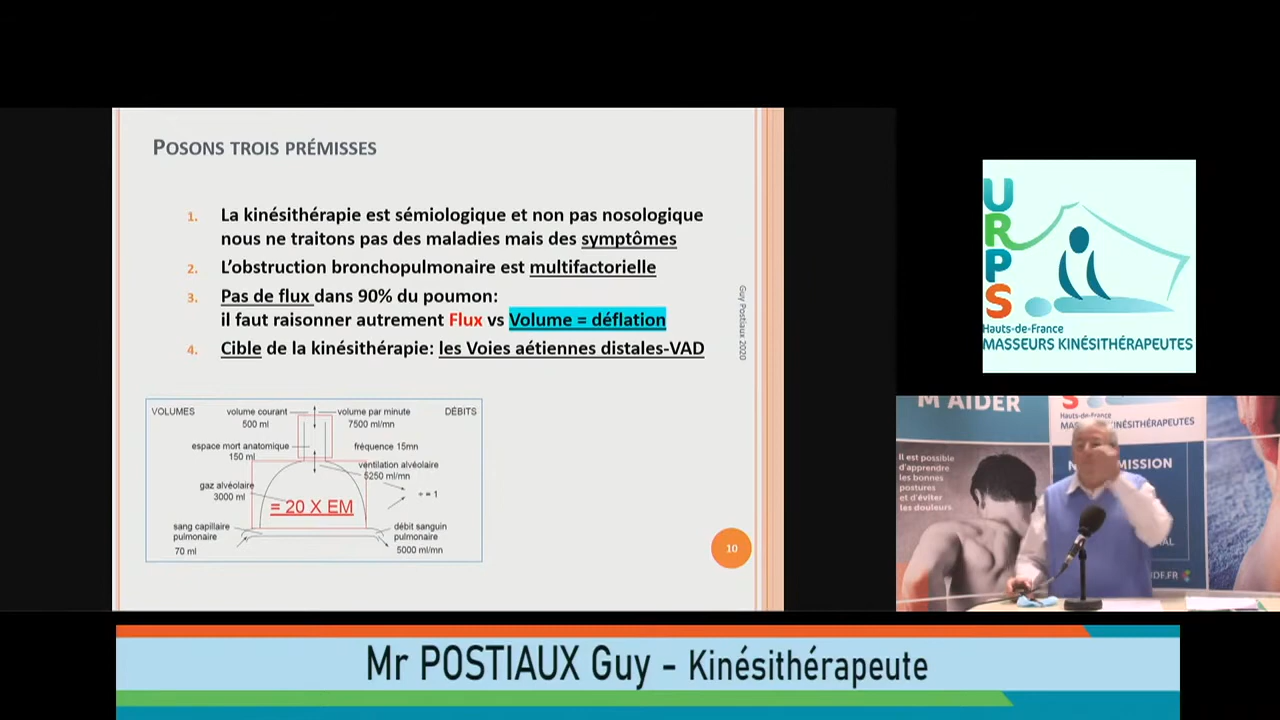 POSONS TROIS PRÉMISSES
1. La kinésithérapie est sémiologique et non pas nosologique
nous ne traitons pas des maladies mais des symptômes
2. L'obstruction bronchopulmonaire est multifactorielle
3. Pas de flux dans 90% du poumon:
il faut raisonner autrement Flux vs Volume = déflation
4. Cible de la kinésithérapie: les Voies aétiennes distales-VAD
Guy Postiaux 2020
VOLUMES
volume courant
500 ml
volume par minute
7500 ml/mn
DÉBITS
espace mort anatomique
150 ml
fréquence 15mn
ventilation alvéolaire
5250 ml/mn
gaz alvéolaire
3000 ml
÷ = 1
= 20 X EM
sang capillaire
pulmonaire
70 ml
débit sanguin
pulmonaire
5000 ml/mn
10
URPS
Hauts-de-France
MASSEURS KINÉSITHÉRAPEUTES
M'AIDER
Il est possible
d'apprendre
les bonnes
postures
et d'éviter
les douleurs.
Hauts-de-France
KINÉSITHÉRAPEUTES
MISSION
Mr POSTIAUX Guy - Kinésithérapeute